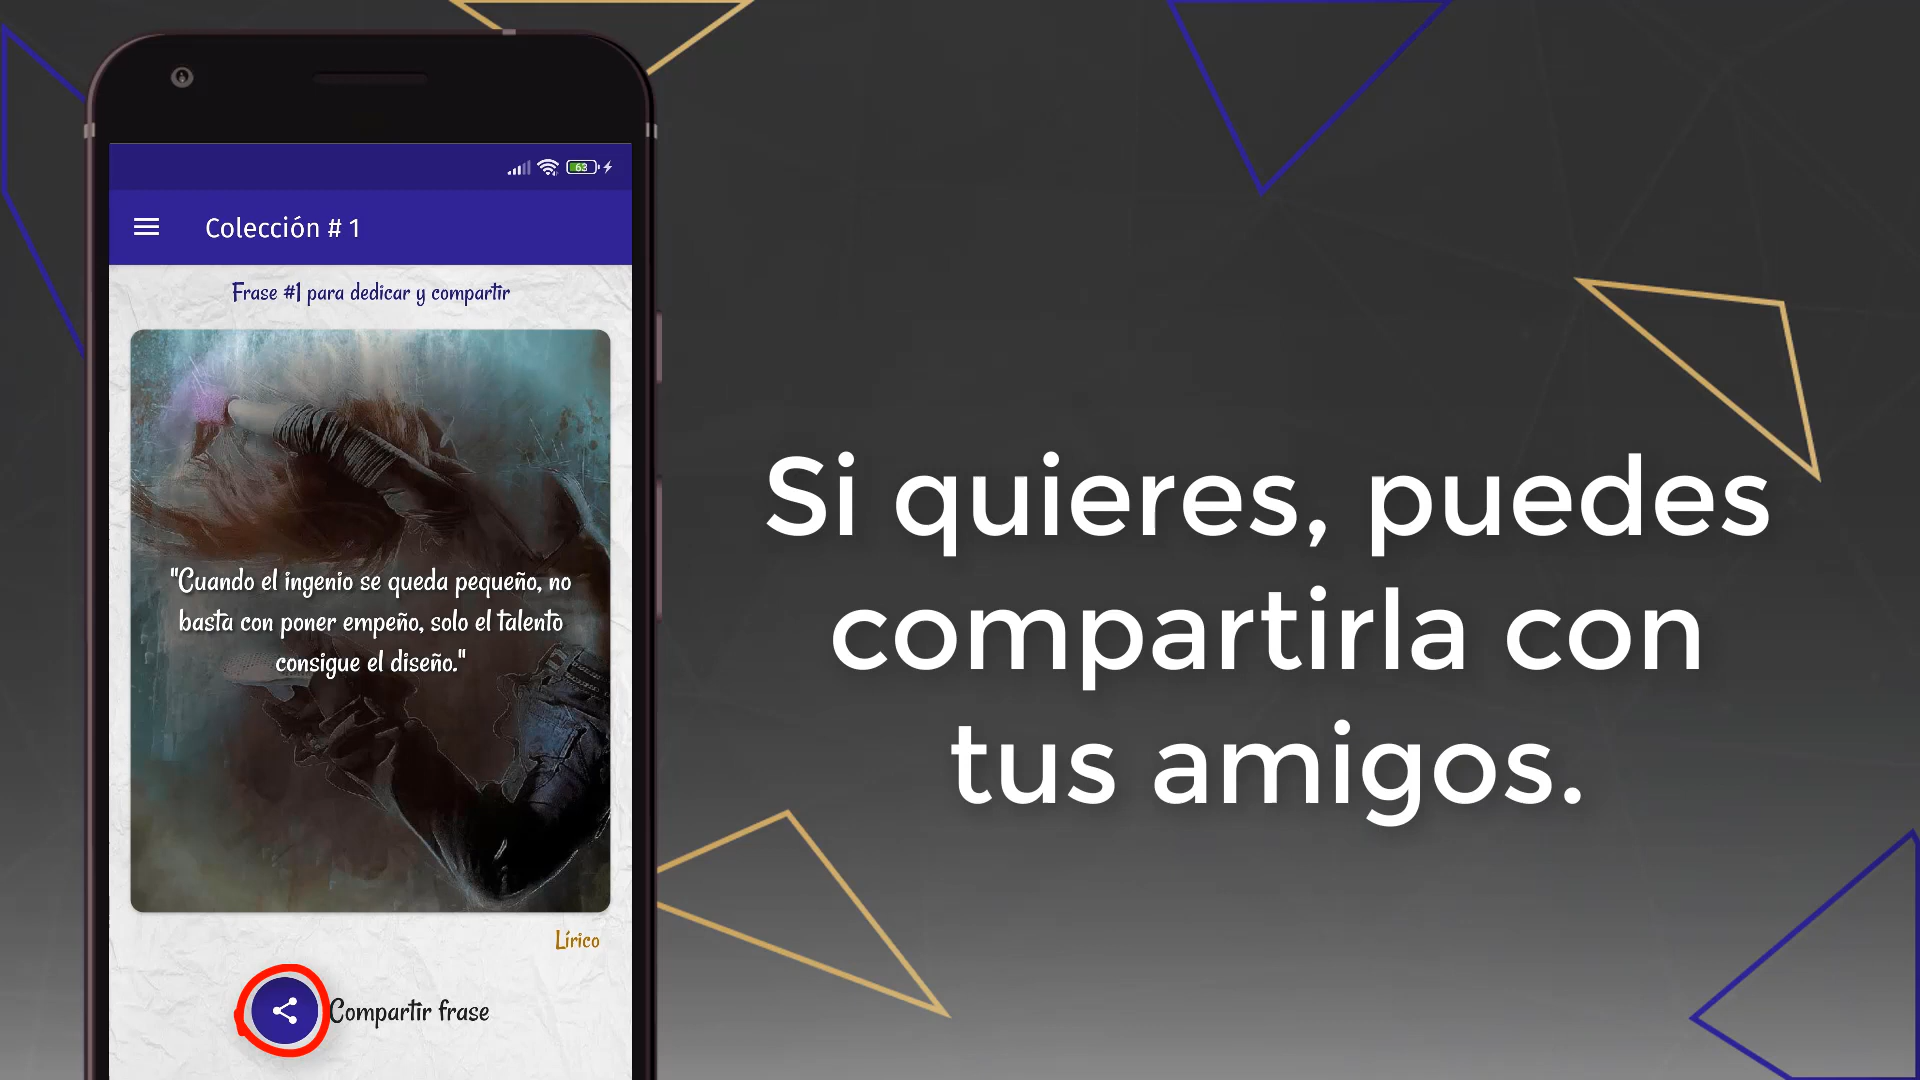 63
Colección # 1
Frase #1 para dedicar y compartir
"Cuando el ingenio se queda pequeño, no
basta con poner empeño, solo el talento
consigue el diseño."
Lírico
Compartir frase
Si quieres, puedes
compartirla con
tus amigos.